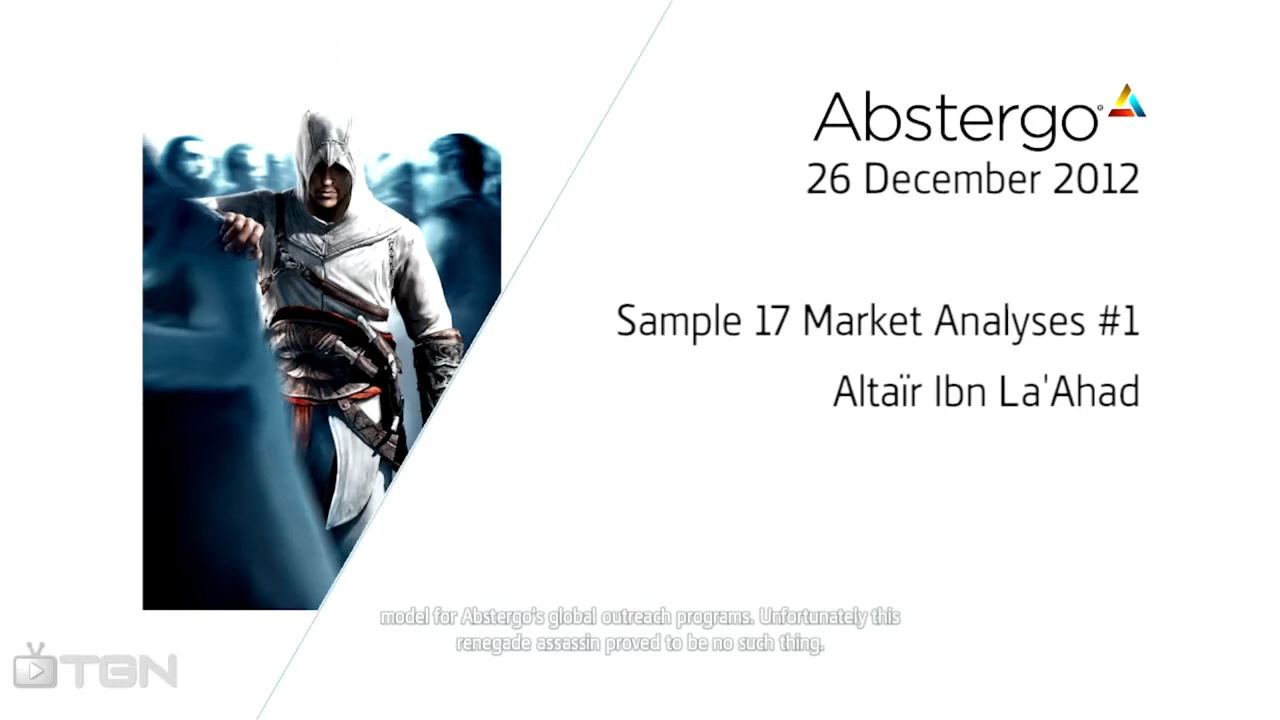 Abstergo®
26 December 2012
Sample 17 Market Analyses #1
Altaïr Ibn La'Ahad
model for Abstergo's global outreach programs. Unfortunately this
renegade assassin proved to be no such thing.
TGN